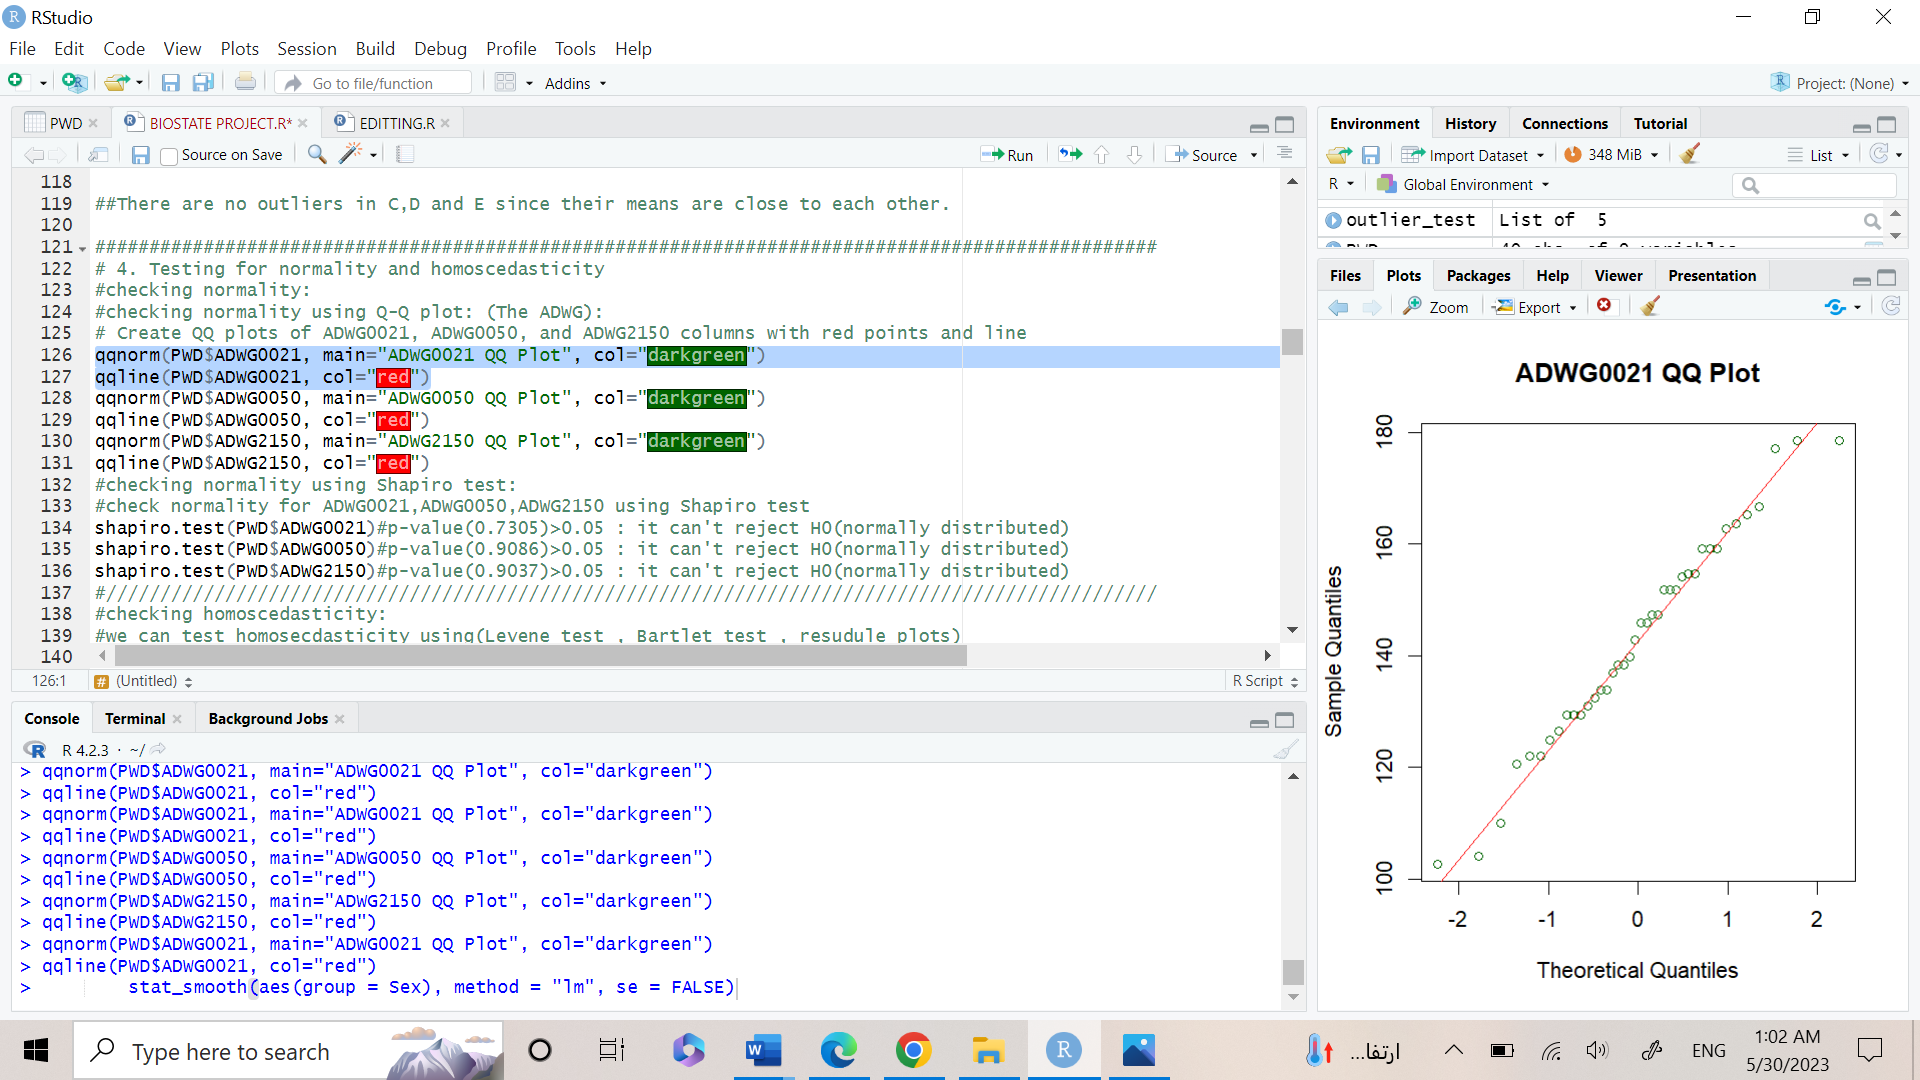 RStudio
File Edit Code View Plots Session Build Debug Profile Tools Help
Go to file/function Addins Project: (None)
PWD BIOSTATE PROJECT.R* EDITTING.R
Source on Save Run Source
118
119 ##There are no outliers in C,D and E since their means are close to each other.
120
121 ##################################################################################################
122 # 4. Testing for normality and homoscedasticity
123 #checking normality:
124 #checking normality using Q-Q plot: (The ADWG):
125 # Create QQ plots of ADWG0021, ADWG0050, and ADWG2150 columns with red points and line
126 qqnorm(PWD$ADWG0021, main="ADWG0021 QQ Plot", col="darkgreen")
127 qqline(PWD$ADWG0021, col="red")
128 qqnorm(PWD$ADWG0050, main="ADWG0050 QQ Plot", col="darkgreen")
129 qqline(PWD$ADWG0050, col="red")
130 qqnorm(PWD$ADWG2150, main="ADWG2150 QQ Plot", col="darkgreen")
131 qqline(PWD$ADWG2150, col="red")
132 #checking normality using Shapiro test:
133 #check normality for ADWG0021,ADWG0050,ADWG2150 using Shapiro test
134 shapiro.test(PWD$ADWG0021)#p-value(0.7305)>0.05 : it can't reject H0(normally distributed)
135 shapiro.test(PWD$ADWG0050)#p-value(0.9086)>0.05 : it can't reject H0(normally distributed)
136 shapiro.test(PWD$ADWG2150)#p-value(0.9037)>0.05 : it can't reject H0(normally distributed)
137 #/////////////////////////////////////////////////////////////////////////////////////////////////
138 #checking homoscedasticity:
139 #we can test homosecdasticity using(Levene test , Bartlet test , resudule plots)
140
126:1 # (Untitled) R Script
Console Terminal Background Jobs
R 4.2.3 · ~/
> qqnorm(PWD$ADWG0021, main="ADWG0021 QQ Plot", col="darkgreen")
> qqline(PWD$ADWG0021, col="red")
> qqnorm(PWD$ADWG0021, main="ADWG0021 QQ Plot", col="darkgreen")
> qqline(PWD$ADWG0021, col="red")
> qqnorm(PWD$ADWG0050, main="ADWG0050 QQ Plot", col="darkgreen")
> qqline(PWD$ADWG0050, col="red")
> qqnorm(PWD$ADWG2150, main="ADWG2150 QQ Plot", col="darkgreen")
> qqline(PWD$ADWG2150, col="red")
> qqnorm(PWD$ADWG0021, main="ADWG0021 QQ Plot", col="darkgreen")
> qqline(PWD$ADWG0021, col="red")
> stat_smooth(aes(group = Sex), method = "lm", se = FALSE)
Environment History Connections Tutorial
Import Dataset 348 MiB List
R Global Environment
outlier_test List of 5
Files Plots Packages Help Viewer Presentation
Zoom Export
ADWG0021 QQ Plot
Sample Quantiles
180
160
140
120
100
-2 -1 0 1 2
Theoretical Quantiles
Type here to search
ارتفا...
ENG
1:02 AM
5/30/2023